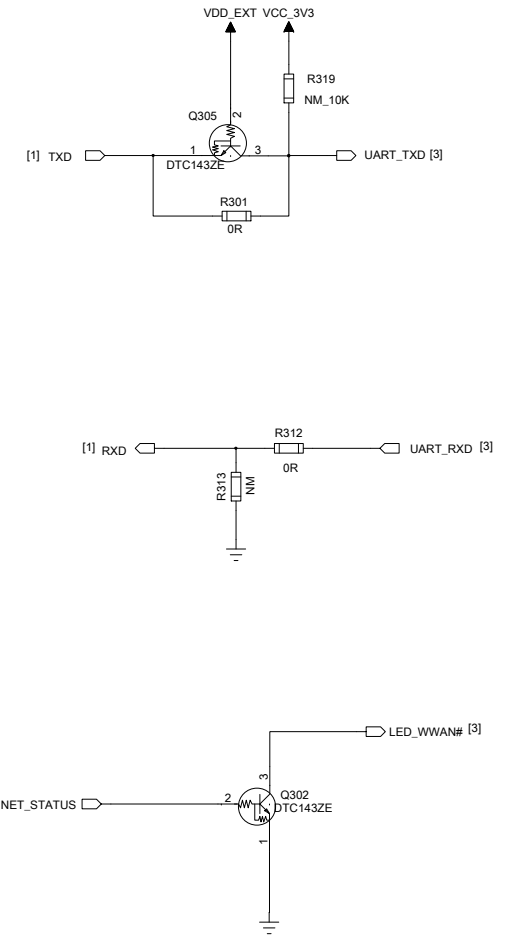 VDD_EXT VCC_3V3
R319
NM_10K
Q305
2
[1] TXD
1
3
UART_TXD [3]
DTC143ZE
R301
0R
R312
[1] RXD
UART_RXD [3]
0R
R313
NM
LED_WWAN# [3]
3
Q302
NET_STATUS
2
DTC143ZE
1